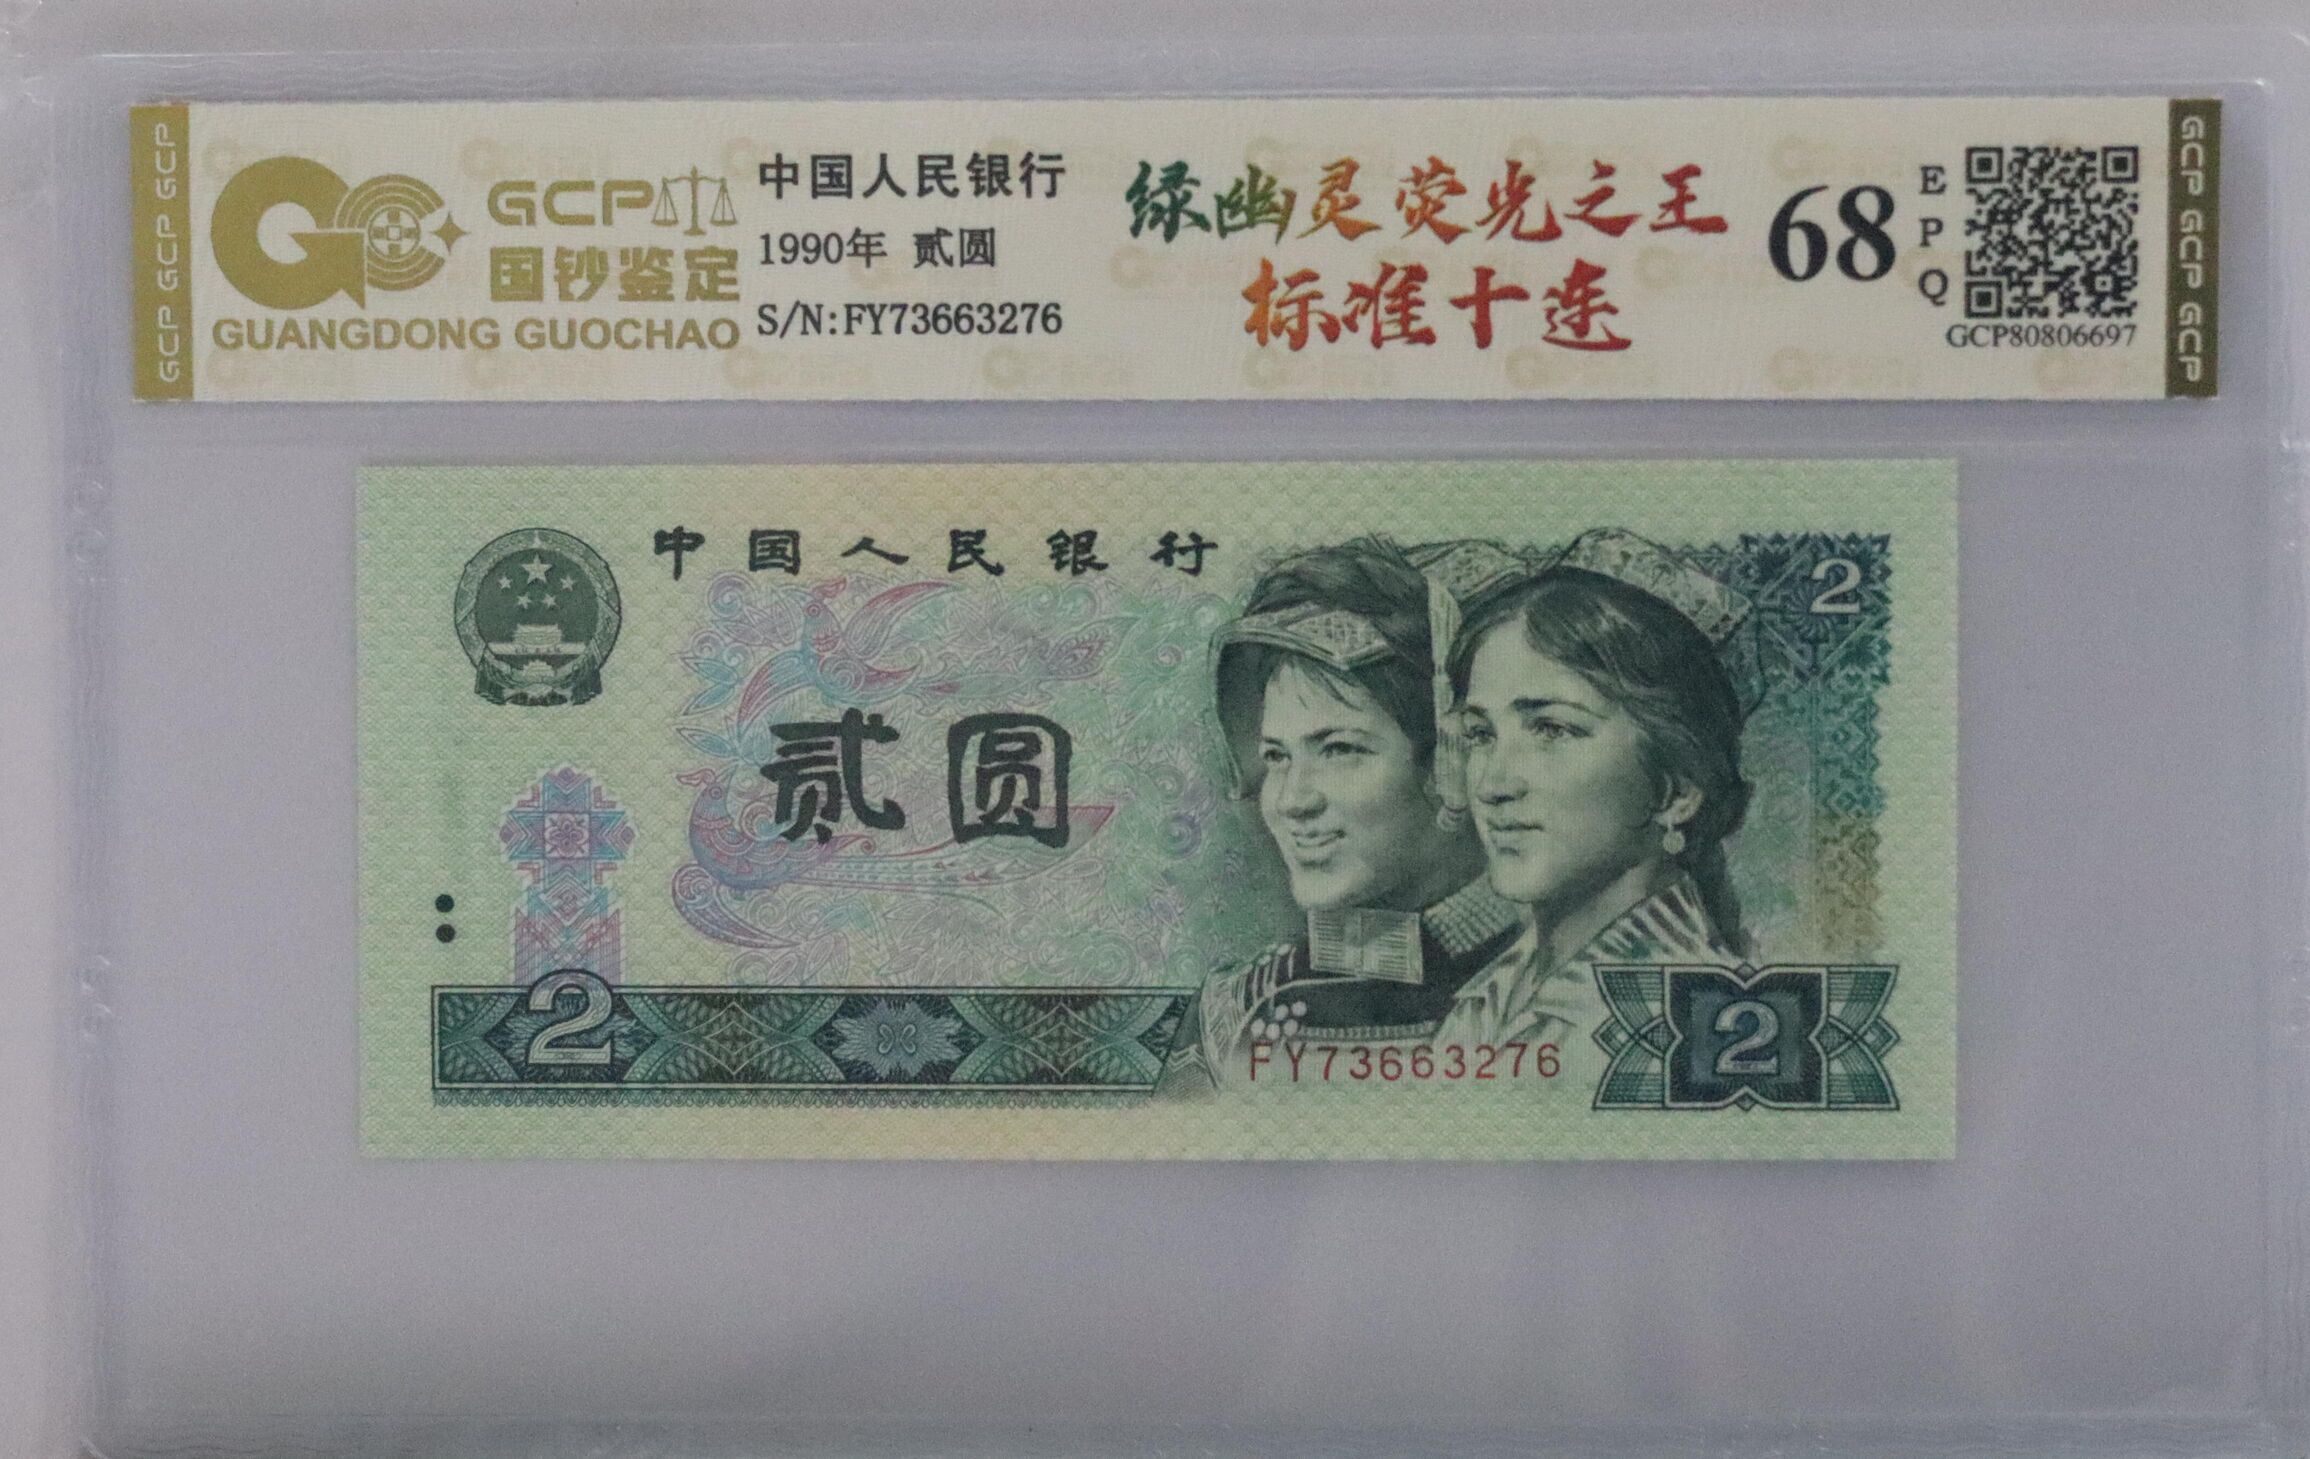 GCP GCP GCP
GCP
国钞鉴定
GUANGDONG GUOCHAO
中国人民银行
1990年 贰圆
S/N:FY73663276
绿幽灵荧光之王
标准十连
68
EPQ
GCP80806697
GCP GCP GCP
中国人民银行
2
贰圆
2
FY73663276
2